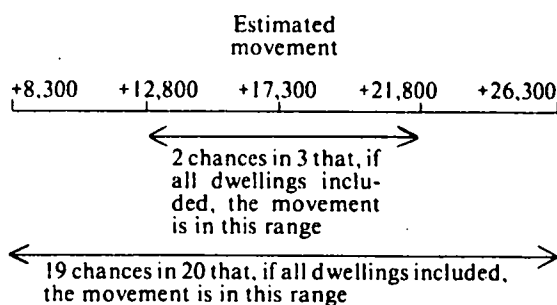 Estimated
movement
+8,300 +12,800 +17,300 +21,800 +26,300
2 chances in 3 that, if
all dwellings inclu-
ded, the movement
is in this range
19 chances in 20 that, if all dwellings included,
the movement is in this range